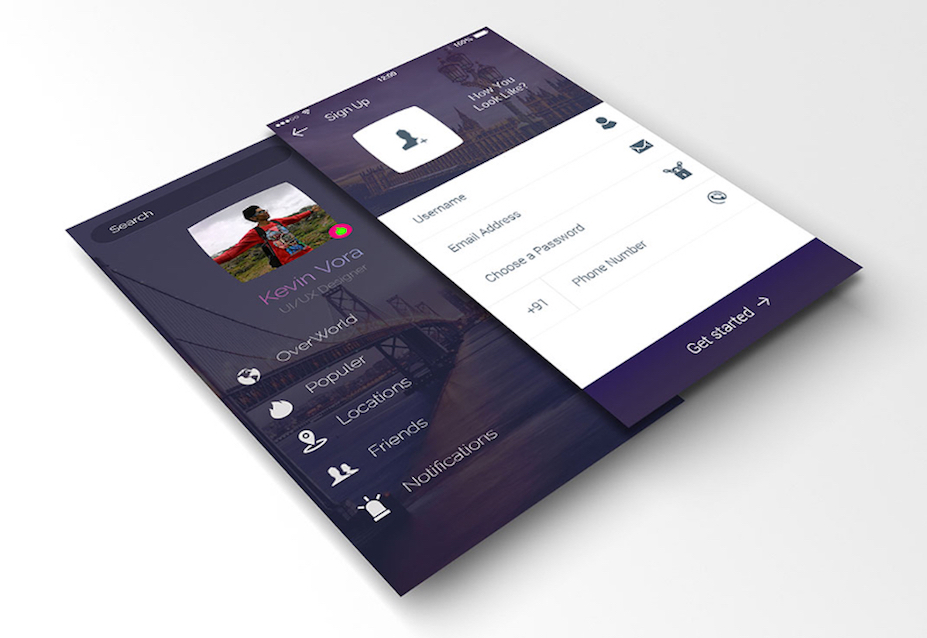 Search
Kevin Vora
UI/UX Designer
OverWorld
Populer
Locations
Friends
Notifications
12:00
100%
Sign Up
How You
Look Like?
Username
Email Address
Choose a Password
+91
Phone Number
Get started